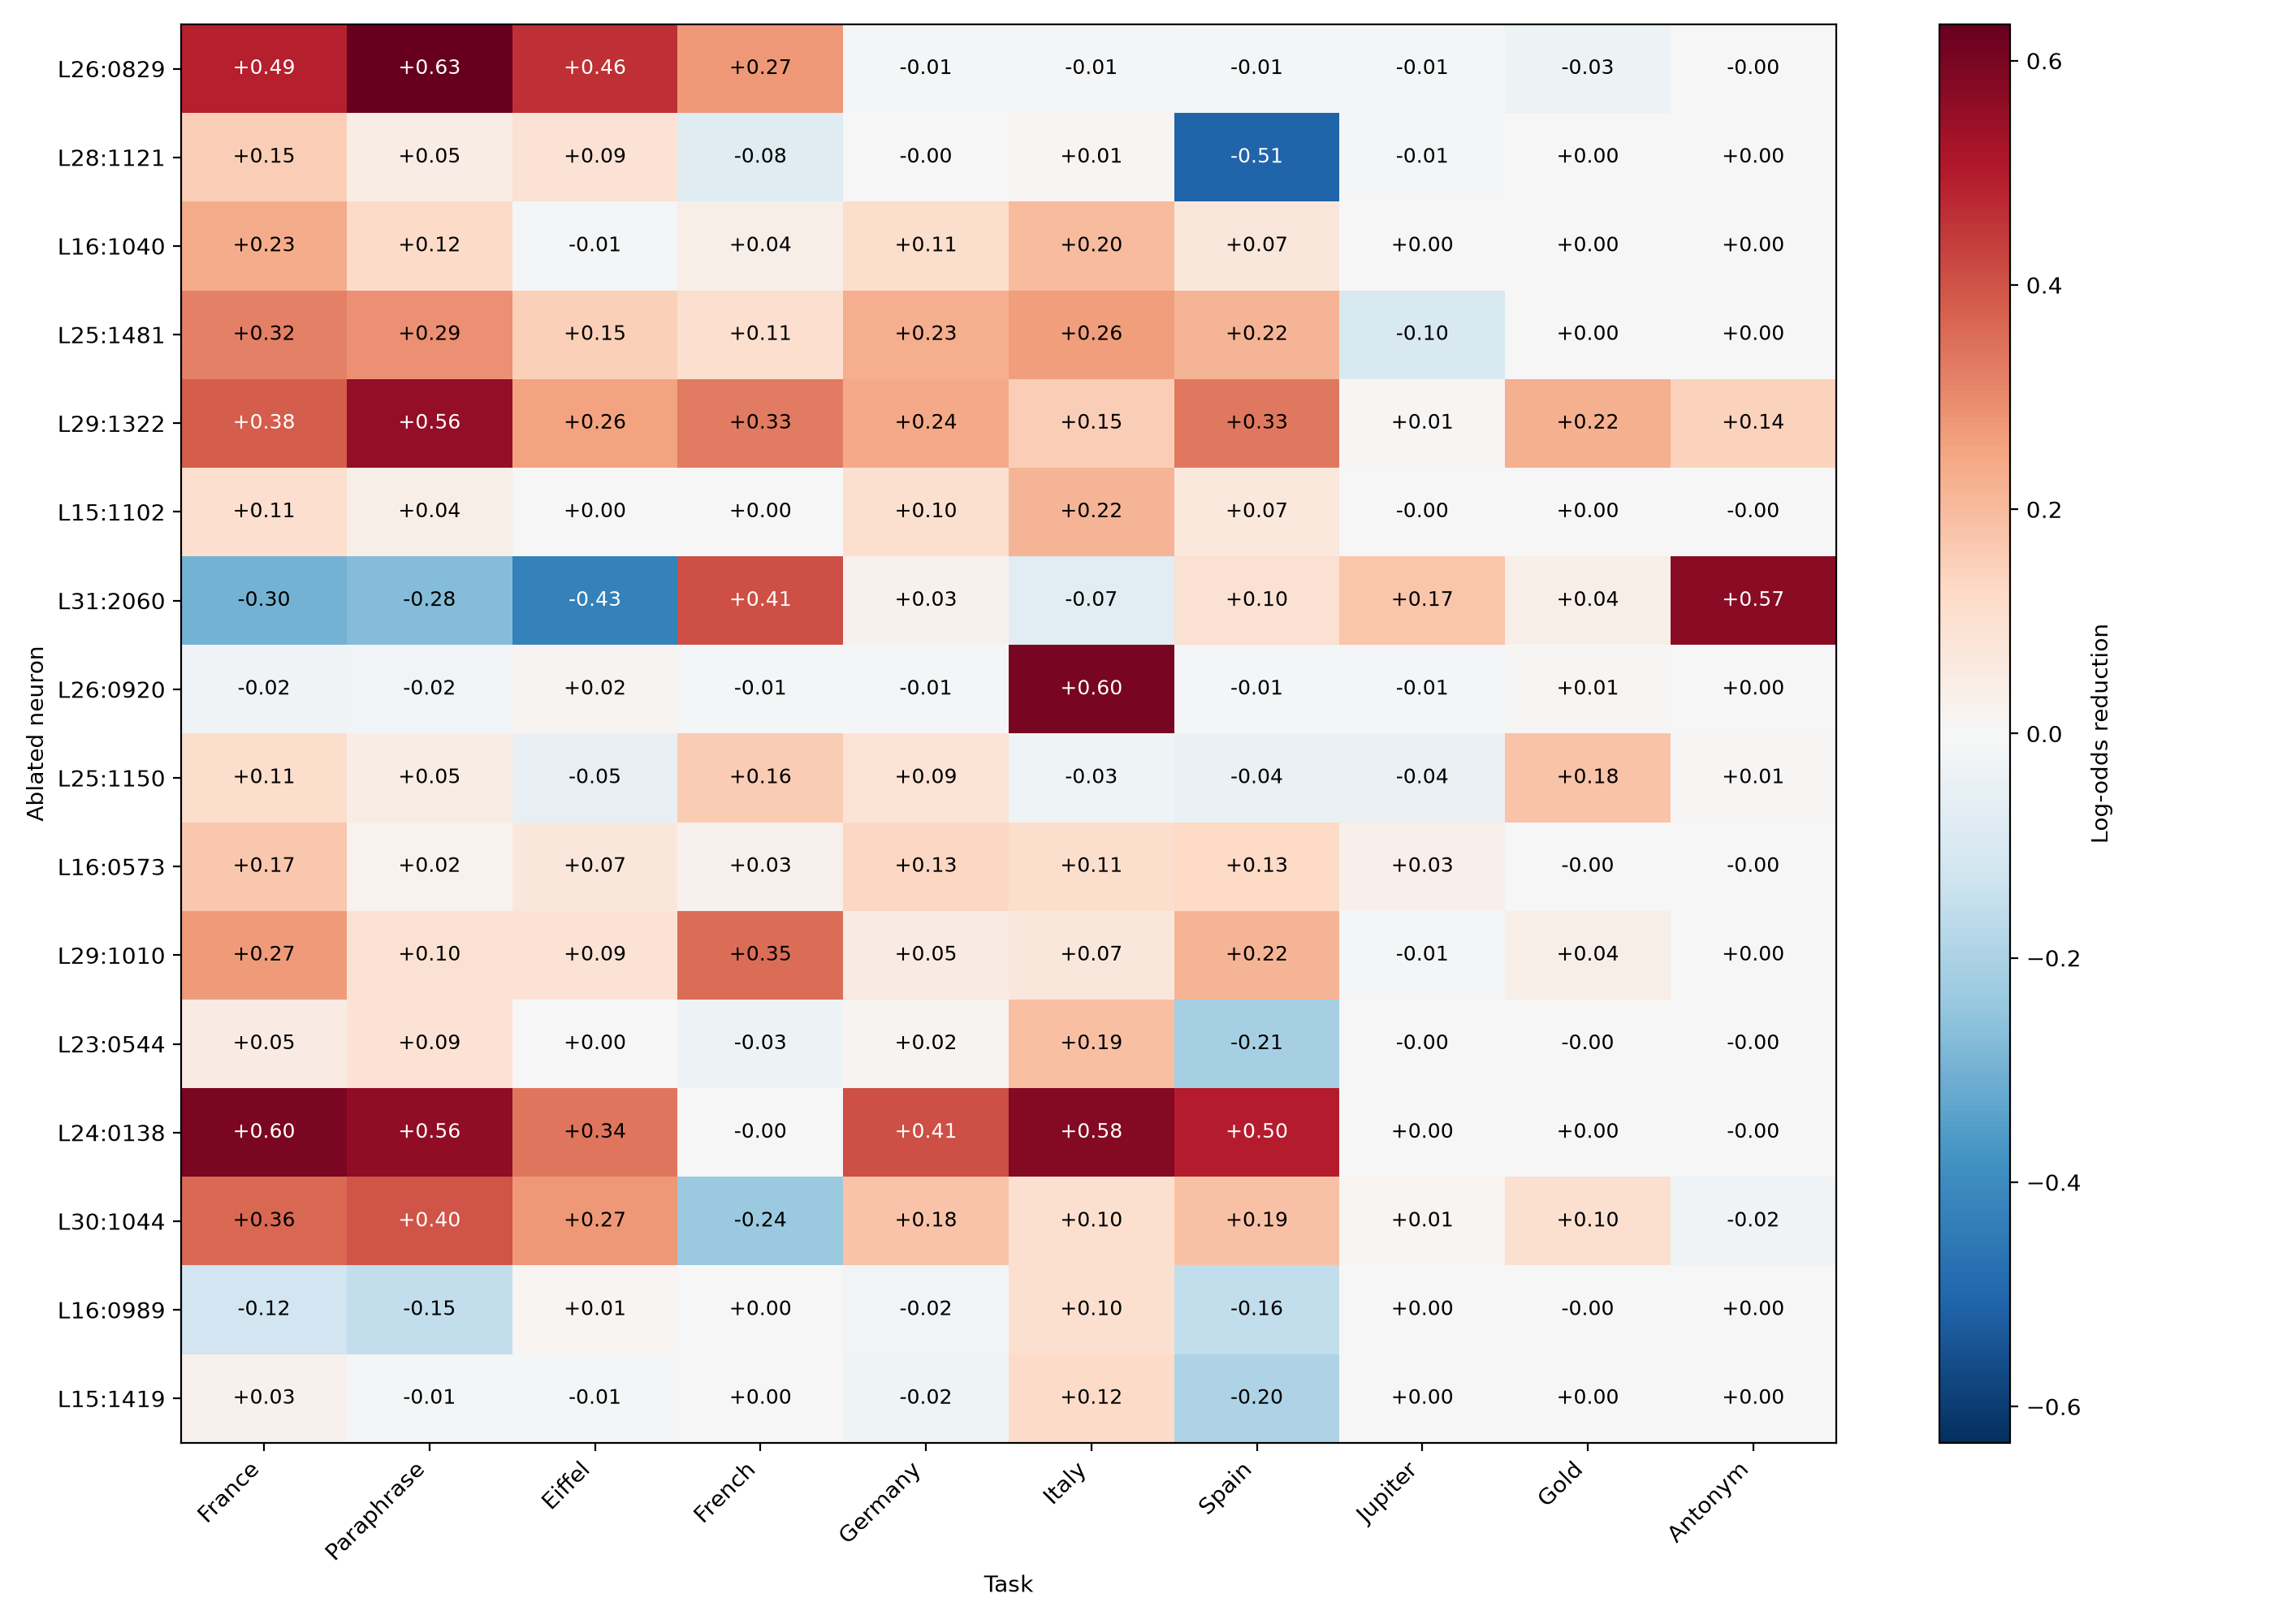 L26:0829 +0.49 +0.63 +0.46 +0.27 -0.01 -0.01 -0.01 -0.01 -0.03 -0.00
L28:1121 +0.15 +0.05 +0.09 -0.08 -0.00 +0.01 -0.51 -0.01 +0.00 +0.00
L16:1040 +0.23 +0.12 -0.01 +0.04 +0.11 +0.20 +0.07 +0.00 +0.00 +0.00
L25:1481 +0.32 +0.29 +0.15 +0.11 +0.23 +0.26 +0.22 -0.10 +0.00 +0.00
L29:1322 +0.38 +0.56 +0.26 +0.33 +0.24 +0.15 +0.33 +0.01 +0.22 +0.14
L15:1102 +0.11 +0.04 +0.00 +0.00 +0.10 +0.22 +0.07 -0.00 +0.00 -0.00
L31:2060 -0.30 -0.28 -0.43 +0.41 +0.03 -0.07 +0.10 +0.17 +0.04 +0.57
L26:0920 -0.02 -0.02 +0.02 -0.01 -0.01 +0.60 -0.01 -0.01 +0.01 +0.00
L25:1150 +0.11 +0.05 -0.05 +0.16 +0.09 -0.03 -0.04 -0.04 +0.18 +0.01
L16:0573 +0.17 +0.02 +0.07 +0.03 +0.13 +0.11 +0.13 +0.03 -0.00 -0.00
L29:1010 +0.27 +0.10 +0.09 +0.35 +0.05 +0.07 +0.22 -0.01 +0.04 +0.00
L23:0544 +0.05 +0.09 +0.00 -0.03 +0.02 +0.19 -0.21 -0.00 -0.00 -0.00
L24:0138 +0.60 +0.56 +0.34 -0.00 +0.41 +0.58 +0.50 +0.00 +0.00 -0.00
L30:1044 +0.36 +0.40 +0.27 -0.24 +0.18 +0.10 +0.19 +0.01 +0.10 -0.02
L16:0989 -0.12 -0.15 +0.01 +0.00 -0.02 +0.10 -0.16 +0.00 -0.00 +0.00
L15:1419 +0.03 -0.01 -0.01 +0.00 -0.02 +0.12 -0.20 +0.00 +0.00 +0.00
France Paraphrase Eiffel French Germany Italy Spain Jupiter Gold Antonym
Task
Ablated neuron
0.6
0.4
0.2
0.0
−0.2
−0.4
−0.6
Log-odds reduction